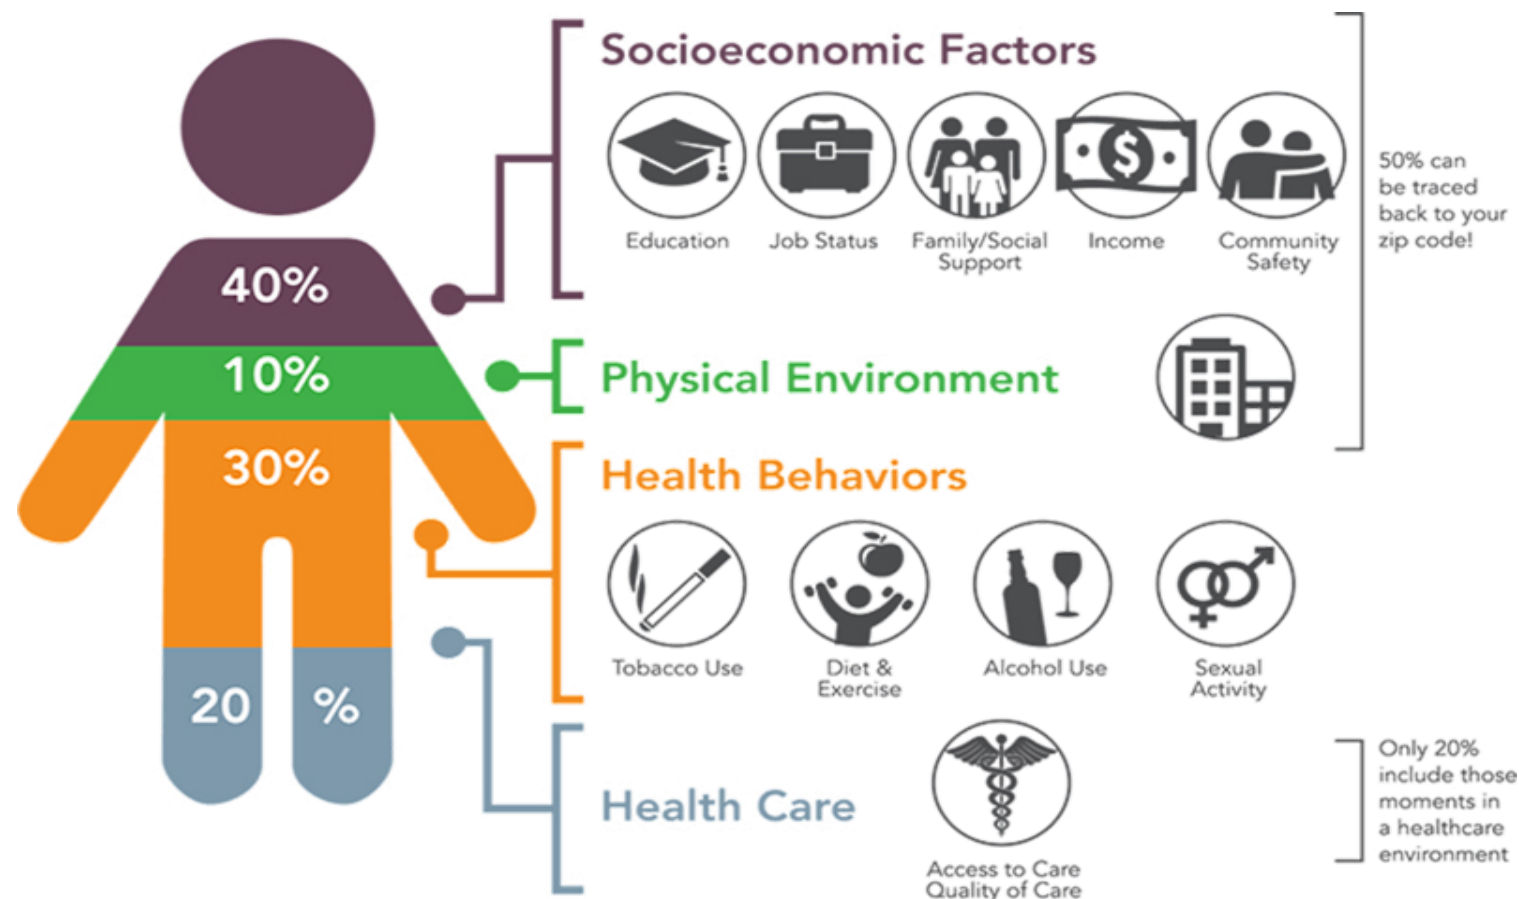 Socioeconomic Factors
Education
Job Status
Family/Social
Support
Income
Community
Safety
50% can
be traced
back to your
zip code!
40%
10%
Physical Environment
30%
Health Behaviors
Tobacco Use
Diet &
Exercise
Alcohol Use
Sexual
Activity
20 %
Health Care
Access to Care
Quality of Care
Only 20%
include those
moments in
a healthcare
environment
$